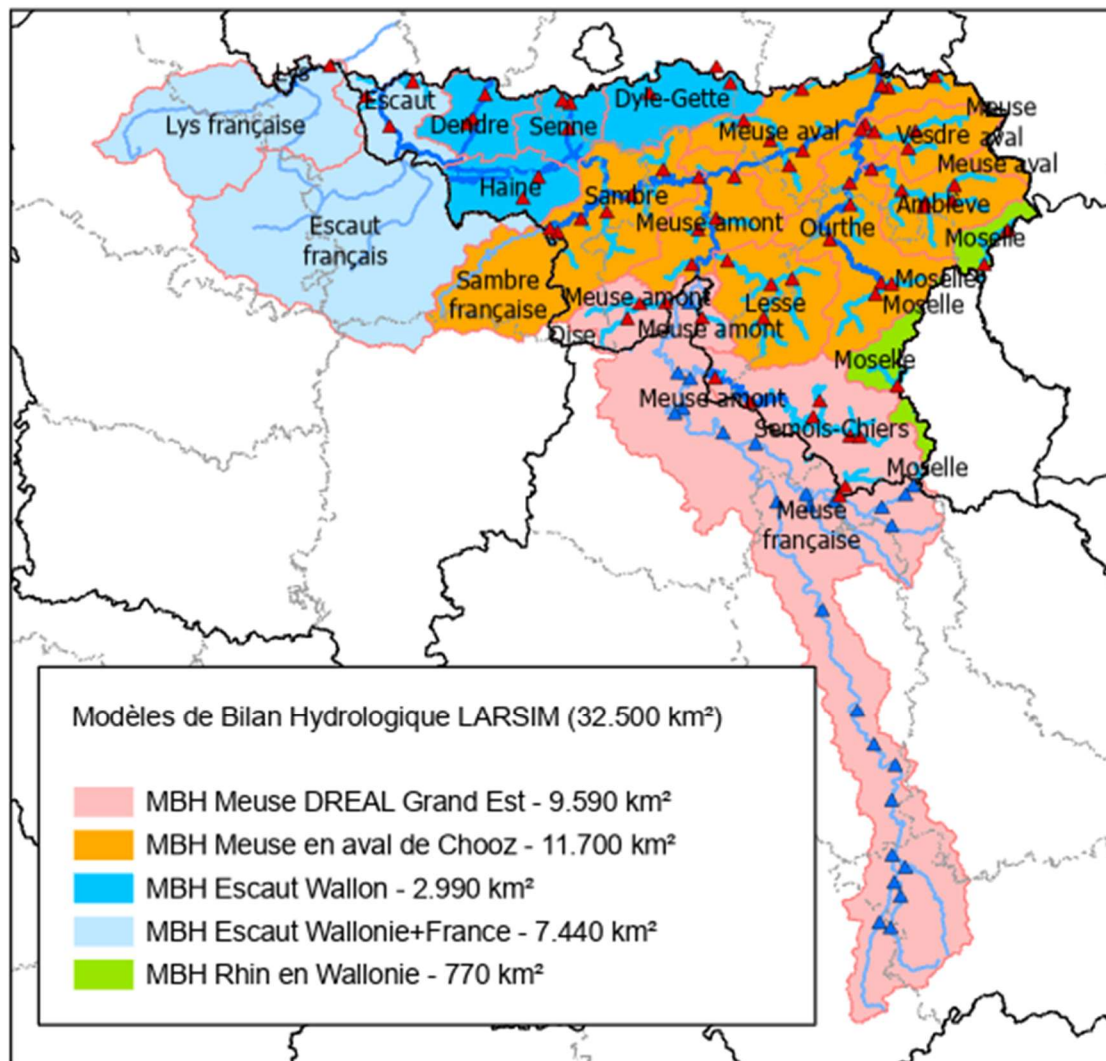 Lys
Lys française
Escaut
Dendre
Senne
Dyle-Gette
Meuse aval
Meuse
aval
Vesdre
Meuse aval
Haine
Sambre
Meuse amont
Ourthe
Amblève
Moselle
Escaut
français
Sambre
française
Meuse amont
Oise
Meuse amont
Lesse
Moselle
Moselle
Moselle
Meuse amont
Semois-Chiers
Moselle
Meuse
française
Modèles de Bilan Hydrologique LARSIM (32.500 km²)
MBH Meuse DREAL Grand Est - 9.590 km²
MBH Meuse en aval de Chooz - 11.700 km²
MBH Escaut Wallon - 2.990 km²
MBH Escaut Wallonie+France - 7.440 km²
MBH Rhin en Wallonie - 770 km²